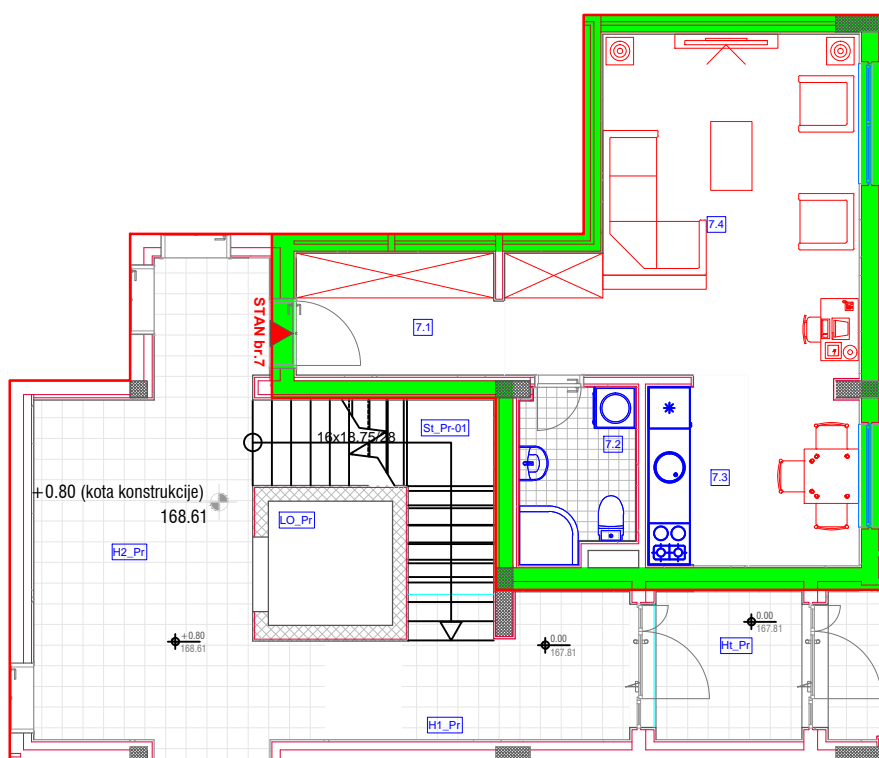 7.4
STAN br.7
7.1
16x18.75/28
St_Pr-01
7.2
7.3
+0.80 (kota konstrukcije)
168.61
LO_Pr
H2_Pr
+0.80
168.61
0.00
167.81
0.00
167.81
Ht_Pr
H1_Pr